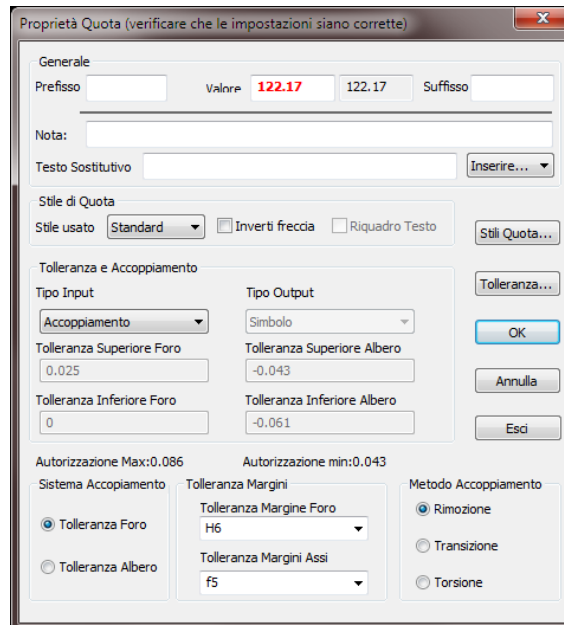 Proprietà Quota (verificare che le impostazioni siano corrette)
Generale
Prefisso Valore 122.17 122.17 Suffisso
Nota:
Testo Sostitutivo Inserire...
Stile di Quota
Stile usato Standard Inverti freccia Riquadro Testo Stili Quota...
Tolleranza e Accoppiamento Tolleranza...
Tipo Input Tipo Output
Accoppiamento Simbolo OK
Tolleranza Superiore Foro Tolleranza Superiore Albero
0.025 -0.043 Annulla
Tolleranza Inferiore Foro Tolleranza Inferiore Albero
0 -0.061 Esci
Autorizzazione Max:0.086 Autorizzazione min:0.043
Sistema Accopiamento Tolleranza Margini Metodo Accoppiamento
Tolleranza Margine Foro Rimozione
Tolleranza Foro H6
Transizione
Tolleranza Albero Tolleranza Margini Assi
f5 Torsione